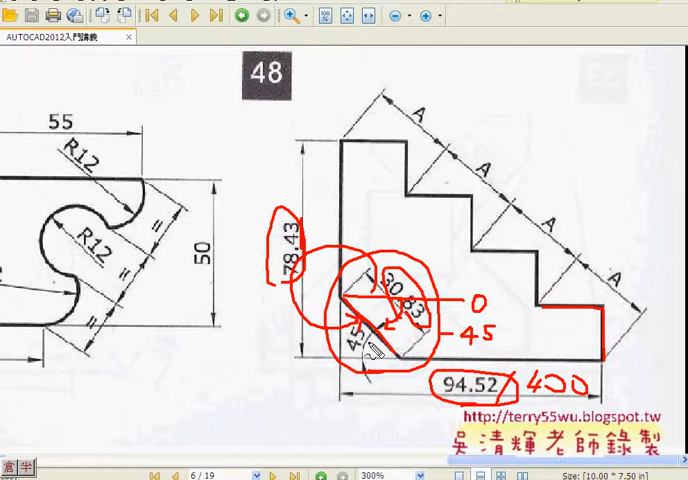 AUTOCAD2012入門講義
48
55
R12
R12
=
=
=
50
A
A
A
A
78.43
30.83
0
-45
45
94.52
400
http://terry55wu.blogspot.tw
吳清輝老師錄製
倉半
6 / 19
300%
Size: [10.00 * 7.50 in]